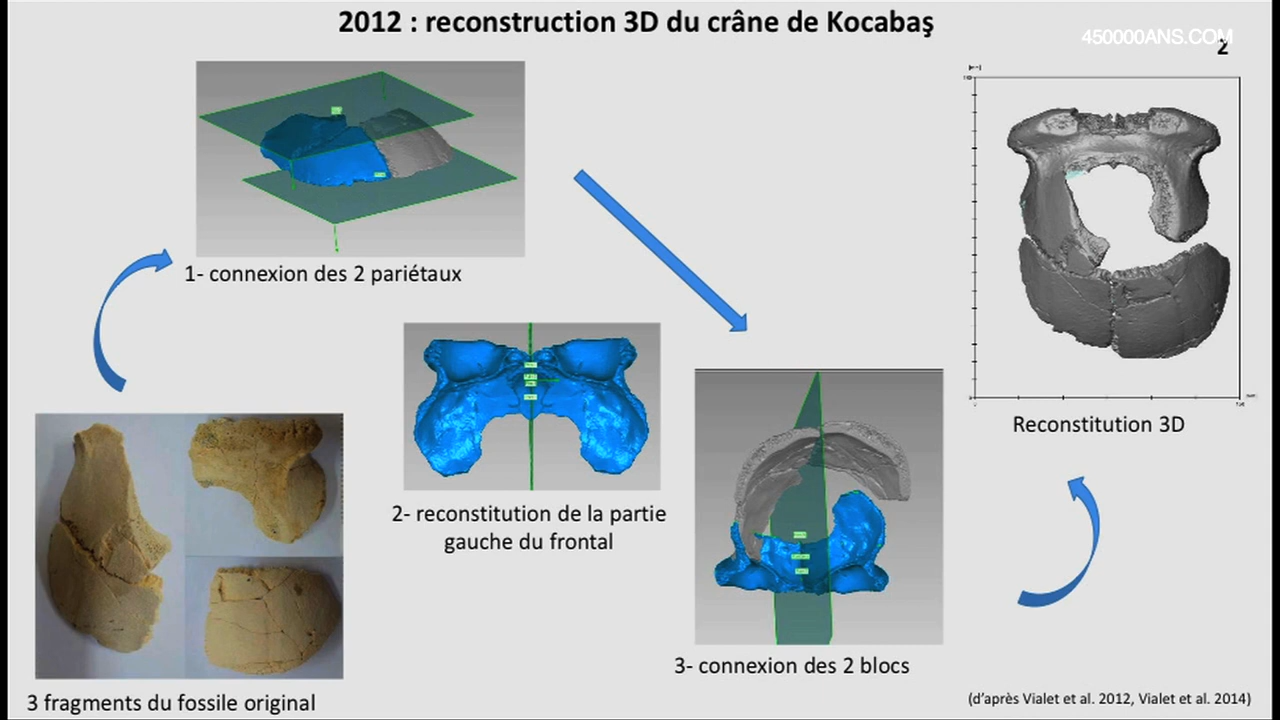 2012 : reconstruction 3D du crâne de Kocabaş
450000ANS.COM
2
1- connexion des 2 pariétaux
2- reconstitution de la partie
gauche du frontal
3- connexion des 2 blocs
Reconstitution 3D
3 fragments du fossile original
(d'après Vialet et al. 2012, Vialet et al. 2014)